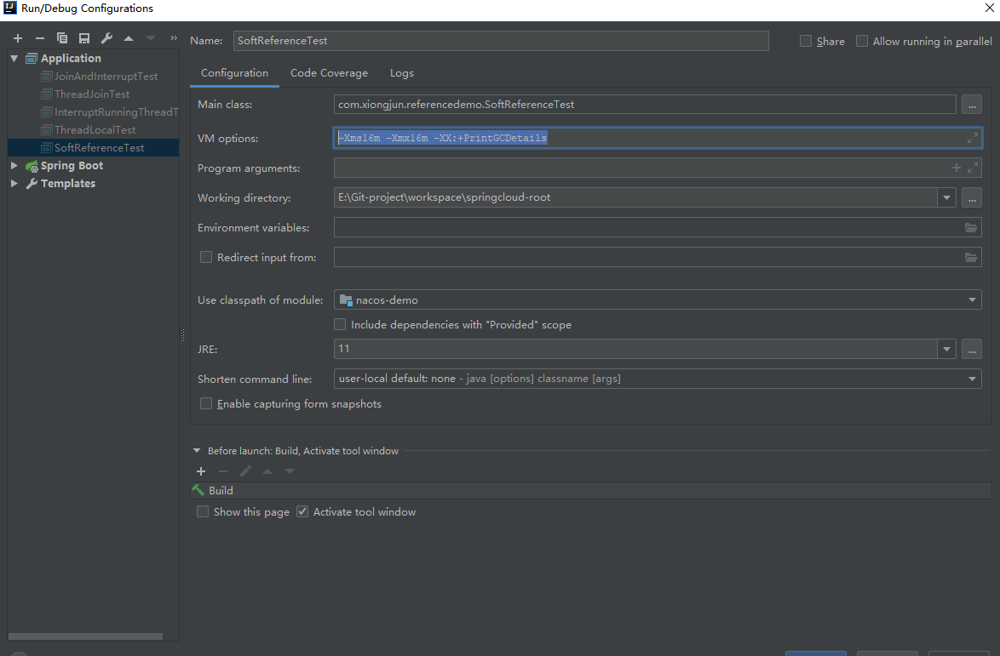 Run/Debug Configurations
Name: SoftReferenceTest Share Allow running in parallel
Application
JoinAndInterruptTest
ThreadJoinTest
InterruptRunningThreadT
ThreadLocalTest
SoftReferenceTest
Spring Boot
Templates
Configuration Code Coverage Logs
Main class: com.xiongjun.referencedemo.SoftReferenceTest ...
VM options: -Xms16m -Xmx16m -XX:+PrintGCDetails
Program arguments:
Working directory: E:\Git-project\workspace\springcloud-root ...
Environment variables:
Redirect input from:
Use classpath of module: nacos-demo
Include dependencies with "Provided" scope
JRE: 11 ...
Shorten command line: user-local default: none - java [options] classname [args]
Enable capturing form snapshots
Before launch: Build, Activate tool window
Build
Show this page Activate tool window